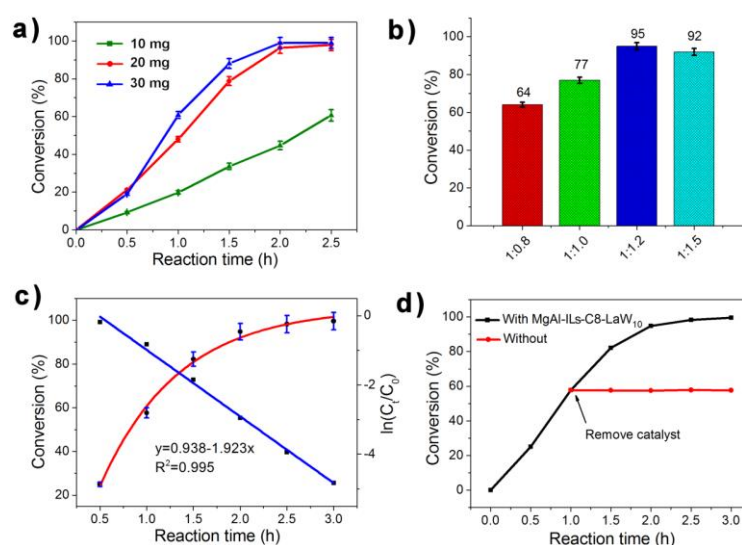 a)
10 mg
20 mg
30 mg
Conversion (%)
100
80
60
40
20
0
0.0 0.5 1.0 1.5 2.0 2.5
Reaction time (h)
b)
Conversion (%)
100
80
60
40
20
0
64
77
95
92
1:0.8 1:1.0 1:1.2 1:1.5
c)
Conversion (%)
100
80
60
40
20
y=0.938-1.923x
R²=0.995
0
-2
-4
ln(Cₜ/C₀)
0.5 1.0 1.5 2.0 2.5 3.0
Reaction time (h)
d)
With MgAl-ILs-C8-LaW₁₀
Without
Conversion (%)
100
80
60
40
20
0
Remove catalyst
0.0 0.5 1.0 1.5 2.0 2.5 3.0
Reaction time (h)